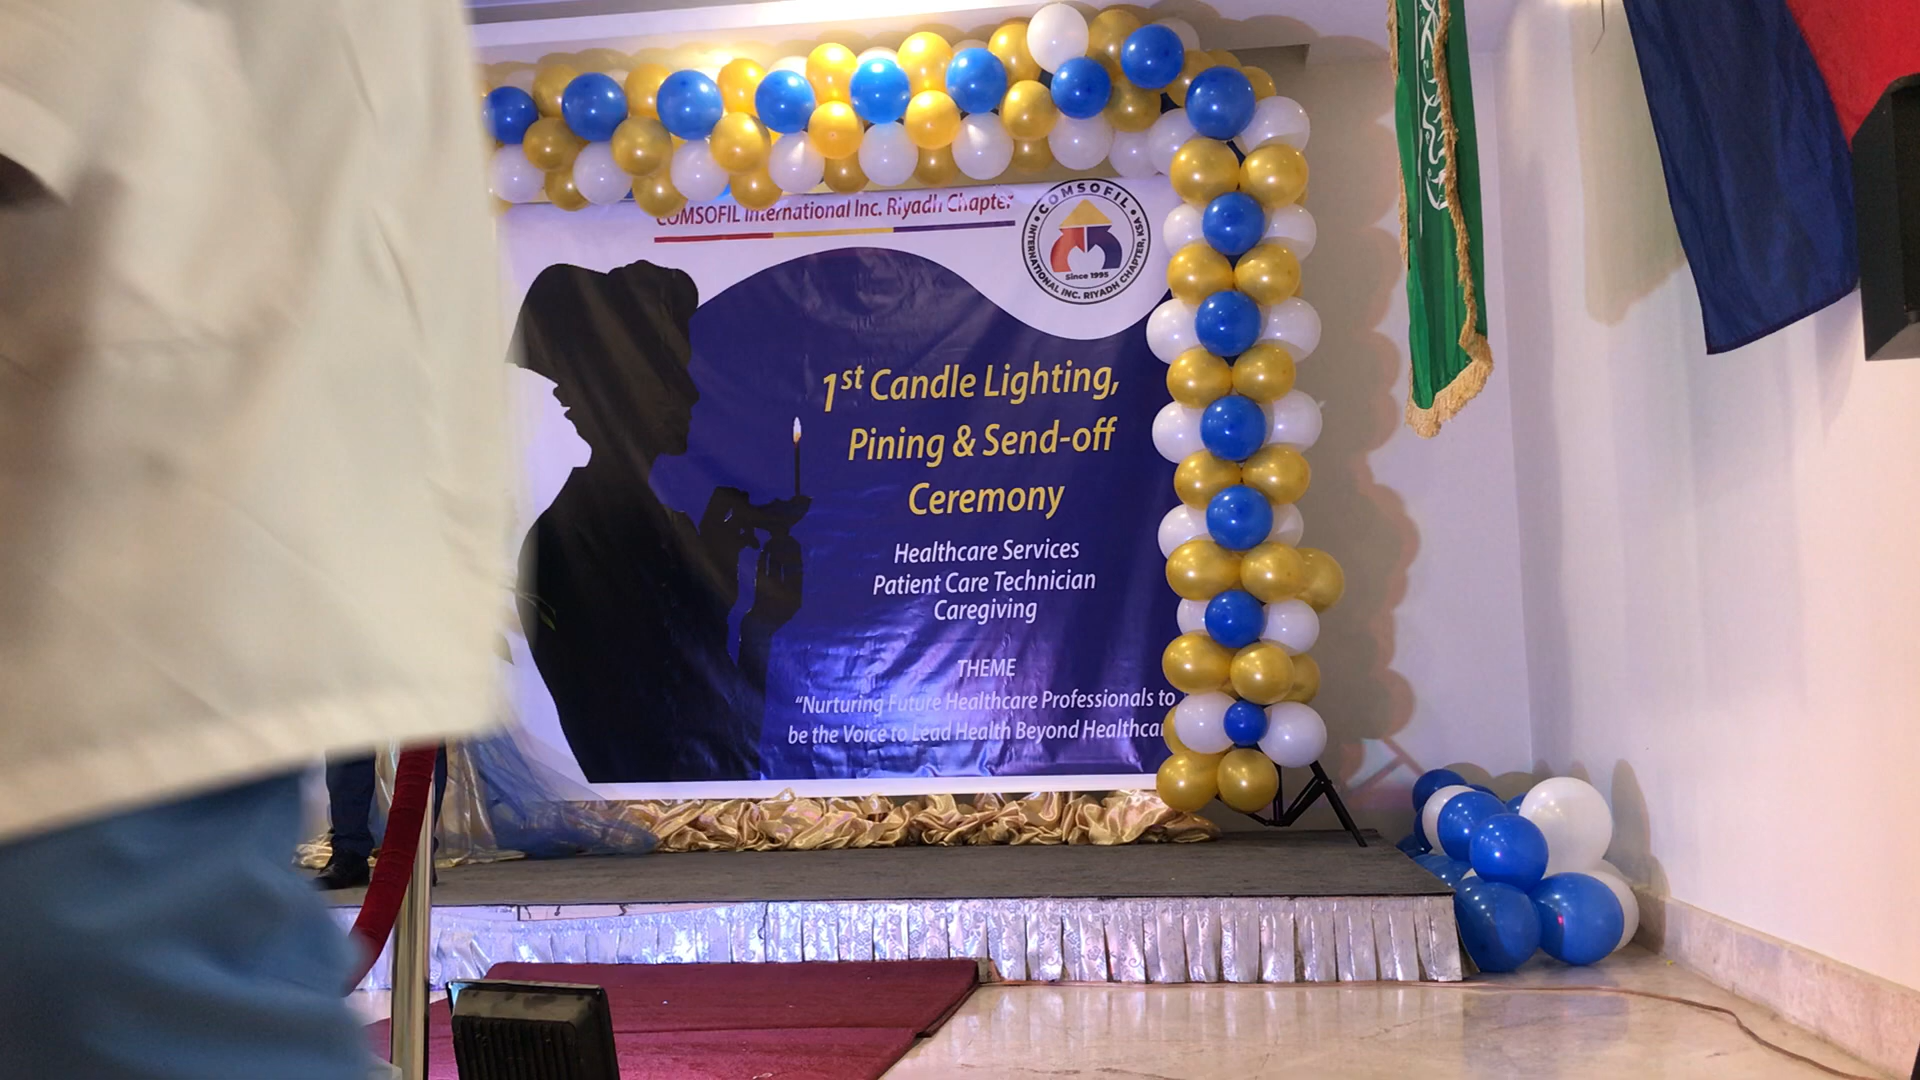 COMSOFIL International Inc. Riyadh Chapter
COMSOFIL
INTERNATIONAL INC. RIYADH CHAPTER, KSA
Since 1995
1st Candle Lighting,
Pining & Send-off
Ceremony
Healthcare Services
Patient Care Technician
Caregiving
THEME
“Nurturing Future Healthcare Professionals to
be the Voice to Lead Health Beyond